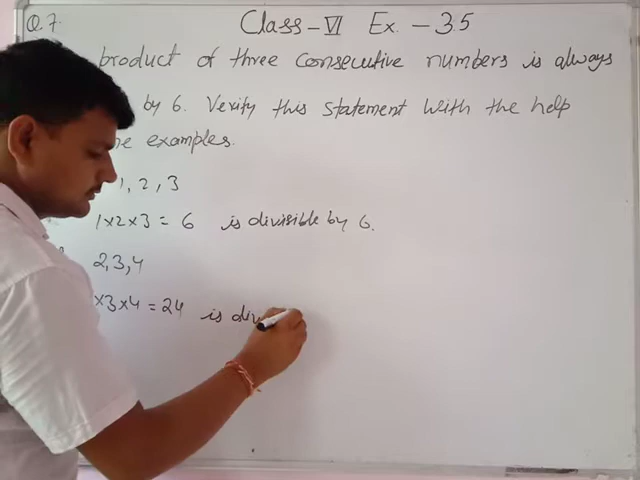 Q.7. Class-VI Ex.-35
product of three consecutive numbers is always
by 6. Verify this statement with the help
examples.
1, 2, 3
1×2×3 = 6 is divisible by 6.
2,3,4
×3×4 = 24 is div